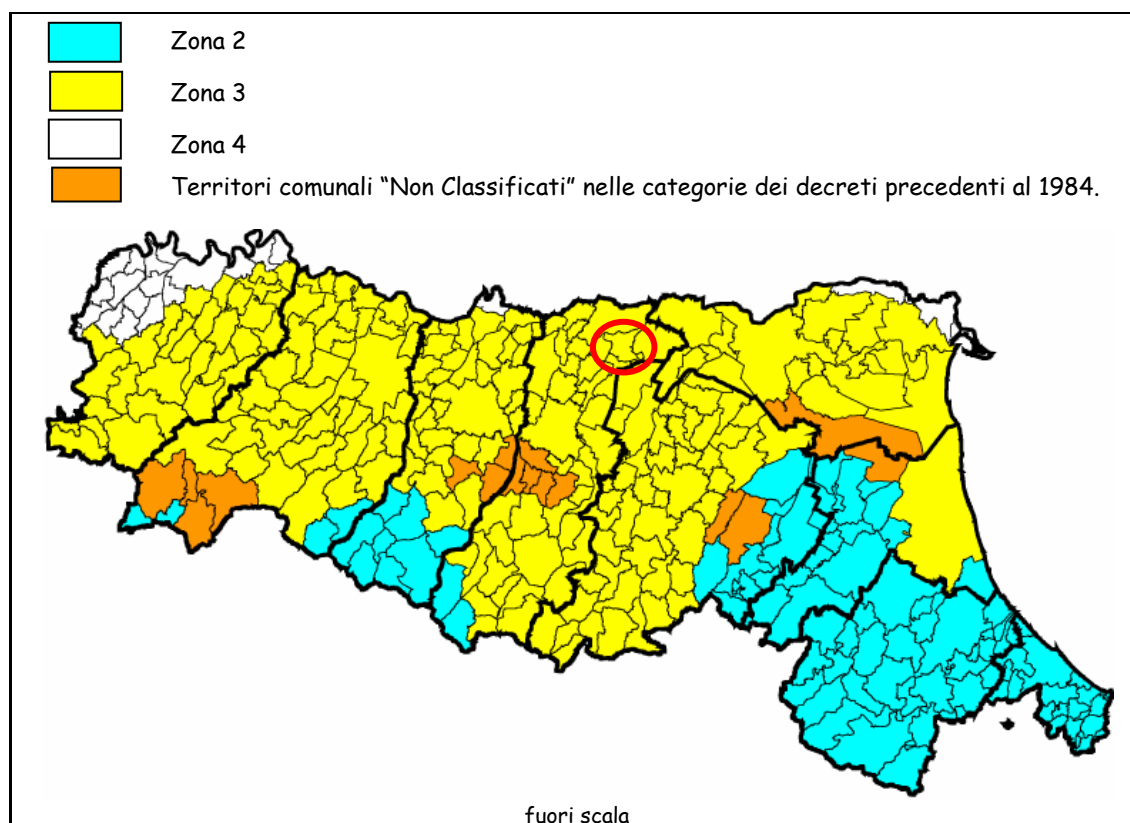 Zona 2
Zona 3
Zona 4
Territori comunali “Non Classificati” nelle categorie dei decreti precedenti al 1984.
fuori scala